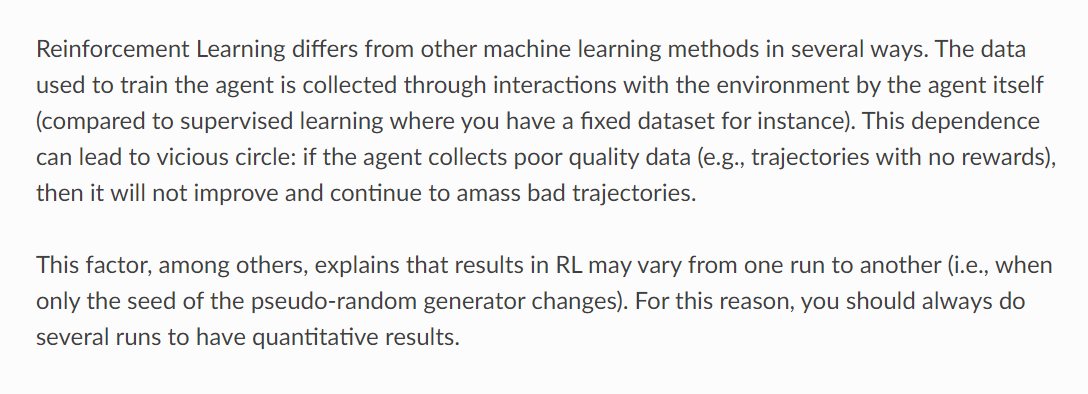 Reinforcement Learning differs from other machine learning methods in several ways. The data
used to train the agent is collected through interactions with the environment by the agent itself
(compared to supervised learning where you have a fixed dataset for instance). This dependence
can lead to vicious circle: if the agent collects poor quality data (e.g., trajectories with no rewards),
then it will not improve and continue to amass bad trajectories.
This factor, among others, explains that results in RL may vary from one run to another (i.e., when
only the seed of the pseudo-random generator changes). For this reason, you should always do
several runs to have quantitative results.